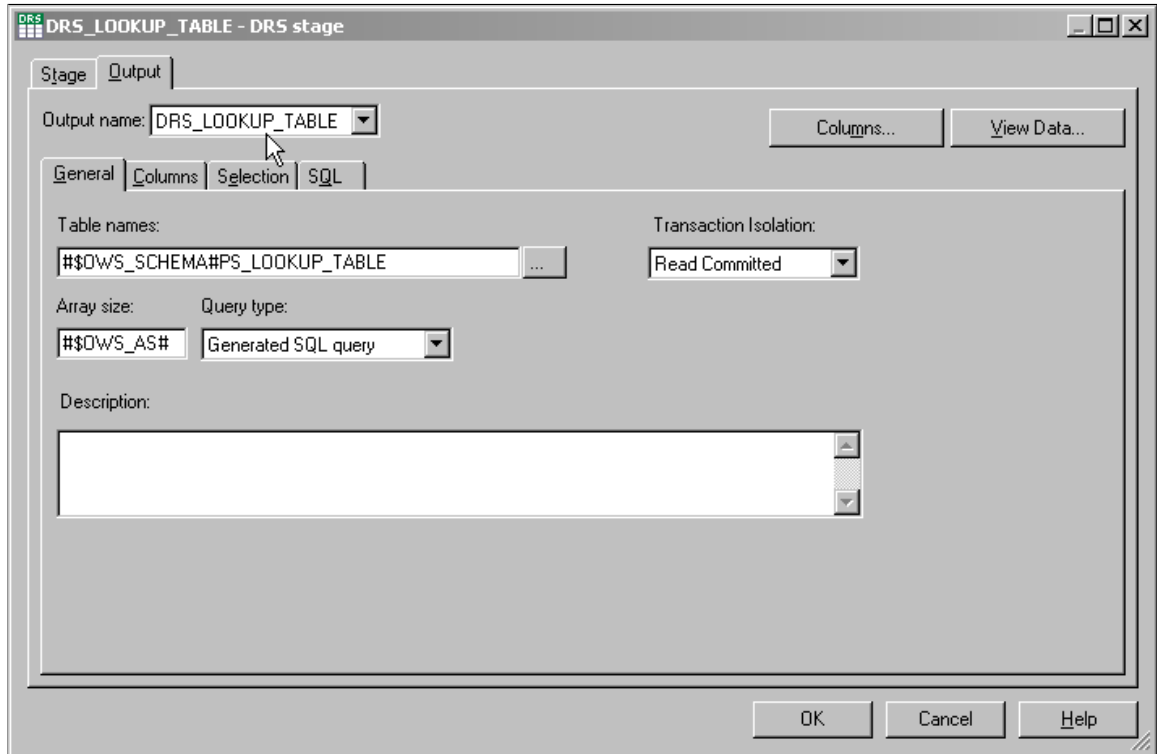 DRS
DRS_LOOKUP_TABLE - DRS stage
Stage Output
Output name: DRS_LOOKUP_TABLE Columns... View Data...
General Columns Selection SQL
Table names: Transaction Isolation:
#$OWS_SCHEMA#PS_LOOKUP_TABLE ... Read Committed
Array size: Query type:
#$OWS_AS# Generated SQL query
Description:
OK Cancel Help